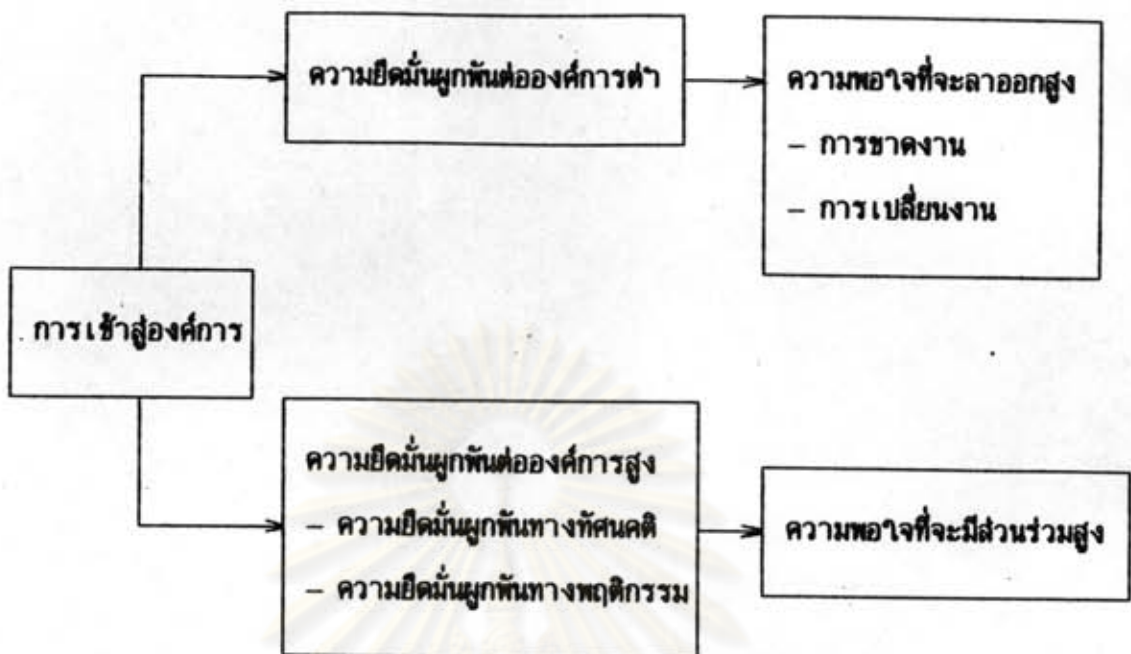 ความยึดมั่นผูกพันต่อองค์การต่ำ
ความพอใจที่จะลาออกสูง
– การขาดงาน
– การเปลี่ยนงาน
การเข้าสู่องค์การ
ความยึดมั่นผูกพันต่อองค์การสูง
– ความยึดมั่นผูกพันทางทัศนคติ
– ความยึดมั่นผูกพันทางพฤติกรรม
ความพอใจที่จะมีส่วนร่วมสูง